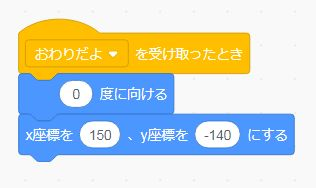 おわりだよ を受け取ったとき
0 度に向ける
x座標を 150 、y座標を -140 にする